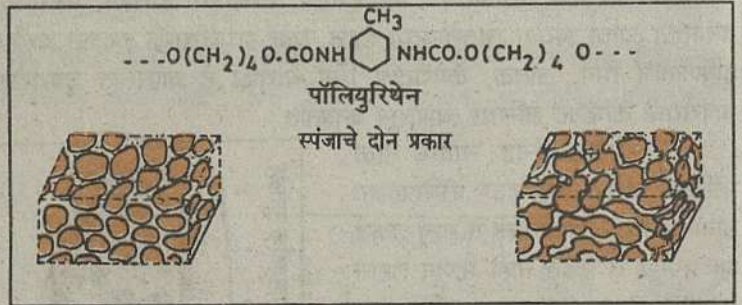 CH₃
---O(CH₂)₄O.CONH NHCO.O(CH₂)₄ O---
पॉलियुरिथेन
स्पंजाचे दोन प्रकार